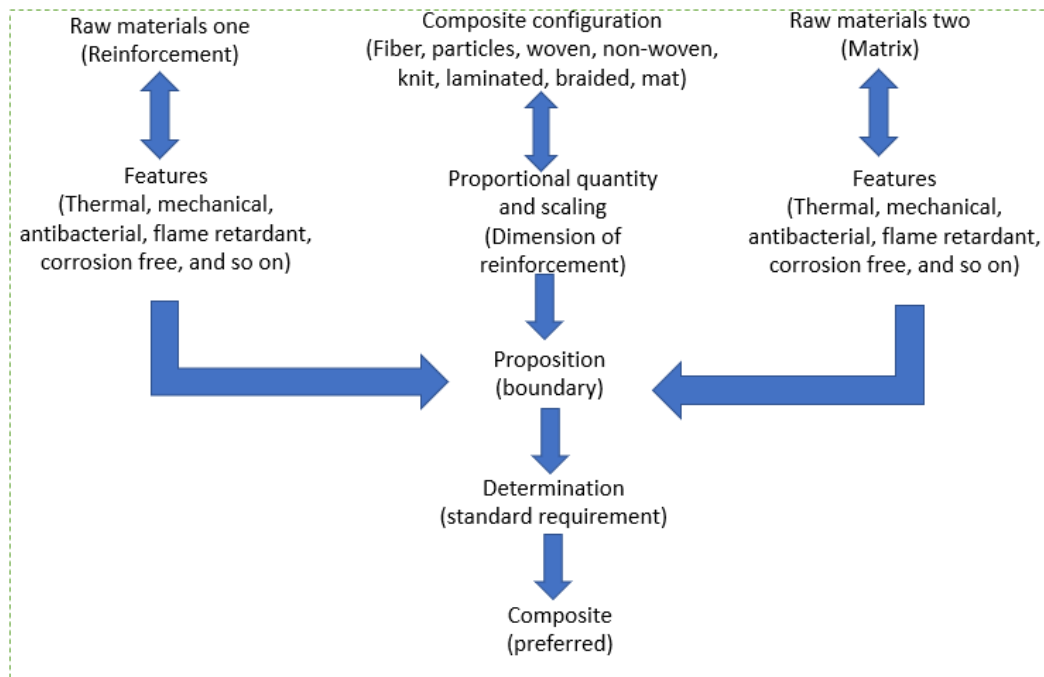 Raw materials one
(Reinforcement)
Composite configuration
(Fiber, particles, woven, non-woven,
knit, laminated, braided, mat)
Raw materials two
(Matrix)
Features
(Thermal, mechanical,
antibacterial, flame retardant,
corrosion free, and so on)
Proportional quantity
and scaling
(Dimension of
reinforcement)
Features
(Thermal, mechanical,
antibacterial, flame retardant,
corrosion free, and so on)
Proposition
(boundary)
Determination
(standard requirement)
Composite
(preferred)